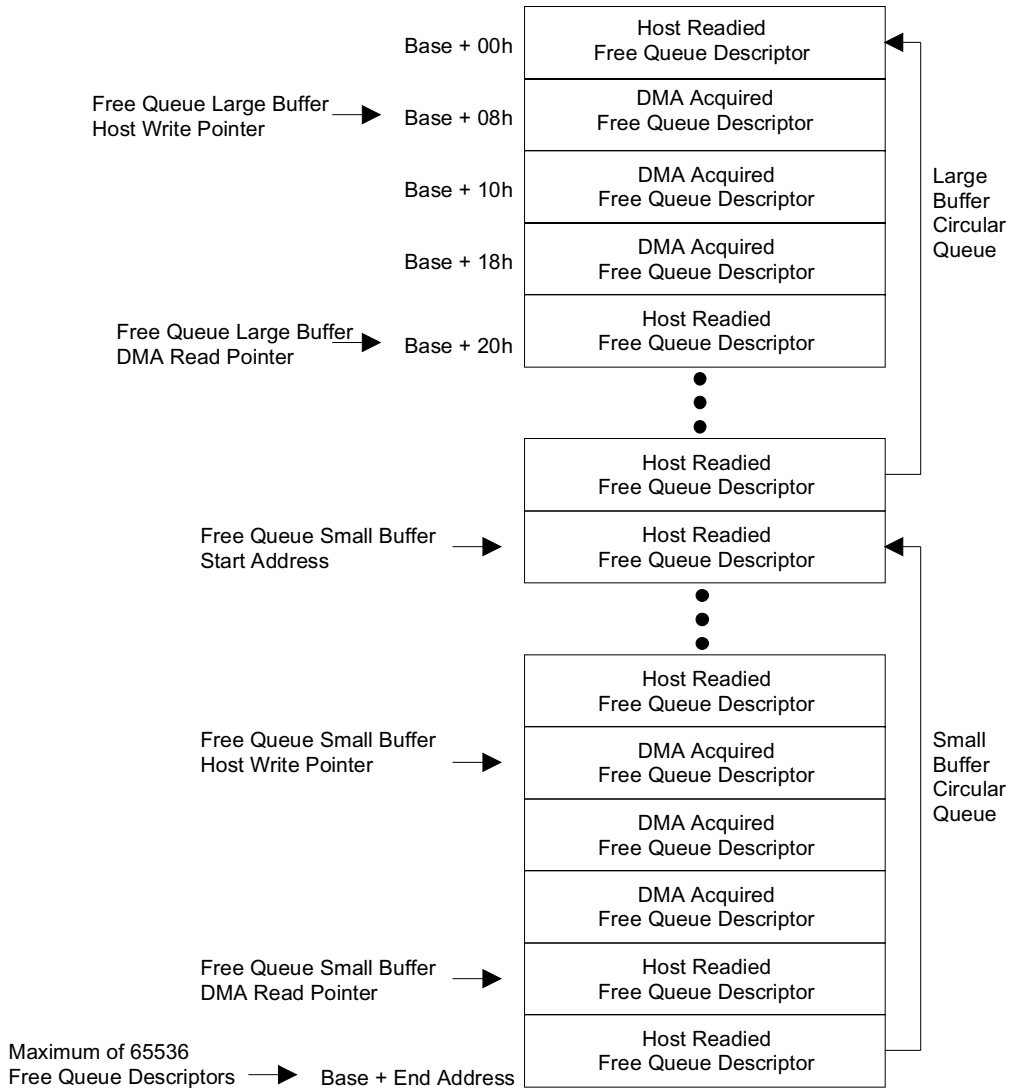 Host Readied
Free Queue Descriptor
Base + 00h
Free Queue Large Buffer
Host Write Pointer
Base + 08h
DMA Acquired
Free Queue Descriptor
Base + 10h
DMA Acquired
Free Queue Descriptor
Large
Buffer
Circular
Queue
Base + 18h
DMA Acquired
Free Queue Descriptor
Free Queue Large Buffer
DMA Read Pointer
Base + 20h
Host Readied
Free Queue Descriptor
Host Readied
Free Queue Descriptor
Free Queue Small Buffer
Start Address
Host Readied
Free Queue Descriptor
Host Readied
Free Queue Descriptor
Free Queue Small Buffer
Host Write Pointer
DMA Acquired
Free Queue Descriptor
Small
Buffer
Circular
Queue
DMA Acquired
Free Queue Descriptor
DMA Acquired
Free Queue Descriptor
Free Queue Small Buffer
DMA Read Pointer
Host Readied
Free Queue Descriptor
Maximum of 65536
Free Queue Descriptors
Base + End Address
Host Readied
Free Queue Descriptor